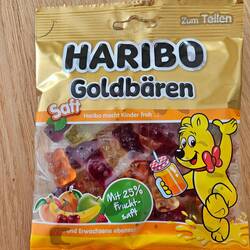 Zum Teilen
HARIBO
Goldbären
Saft
Haribo macht Kinder froh
Mit 25%
Frucht-
saft
und Erwachsene ebenso